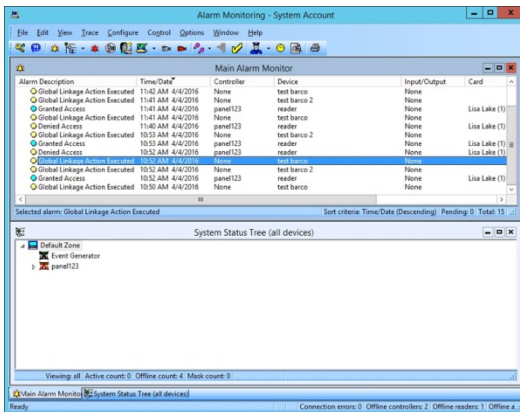 Alarm Monitoring - System Account
File Edit View Trace Configure Control Options Window Help
Main Alarm Monitor
Alarm Description Time/Date Controller Device Input/Output Card
Global Linkage Action Executed 11:42 AM 4/4/2016 None test barco None
Global Linkage Action Executed 11:41 AM 4/4/2016 None test barco 2 None
Granted Access 11:41 AM 4/4/2016 panel123 reader None Lisa Lake (1)
Global Linkage Action Executed 11:41 AM 4/4/2016 None test barco None
Denied Access 11:40 AM 4/4/2016 panel123 reader None Lisa Lake (1)
Global Linkage Action Executed 10:53 AM 4/4/2016 None test barco 2 None
Granted Access 10:53 AM 4/4/2016 panel123 reader None Lisa Lake (1)
Denied Access 10:52 AM 4/4/2016 panel123 reader None Lisa Lake (1)
Global Linkage Action Executed 10:52 AM 4/4/2016 None test barco None
Global Linkage Action Executed 10:52 AM 4/4/2016 None test barco 2 None
Granted Access 10:52 AM 4/4/2016 panel123 reader None Lisa Lake (1)
Global Linkage Action Executed 10:50 AM 4/4/2016 None test barco None
Selected alarm: Global Linkage Action Executed Sort criteria: Time/Date (Descending) Pending: 0 Total: 15
System Status Tree (all devices)
Default Zone
Event Generator
panel123
Viewing: all Active count: 0 Offline count: 4 Mask count: 0
Main Alarm Monitor System Status Tree (all devices)
Ready Connection errors: 0 Offline controllers: 2 Offline readers: 1 Offline a